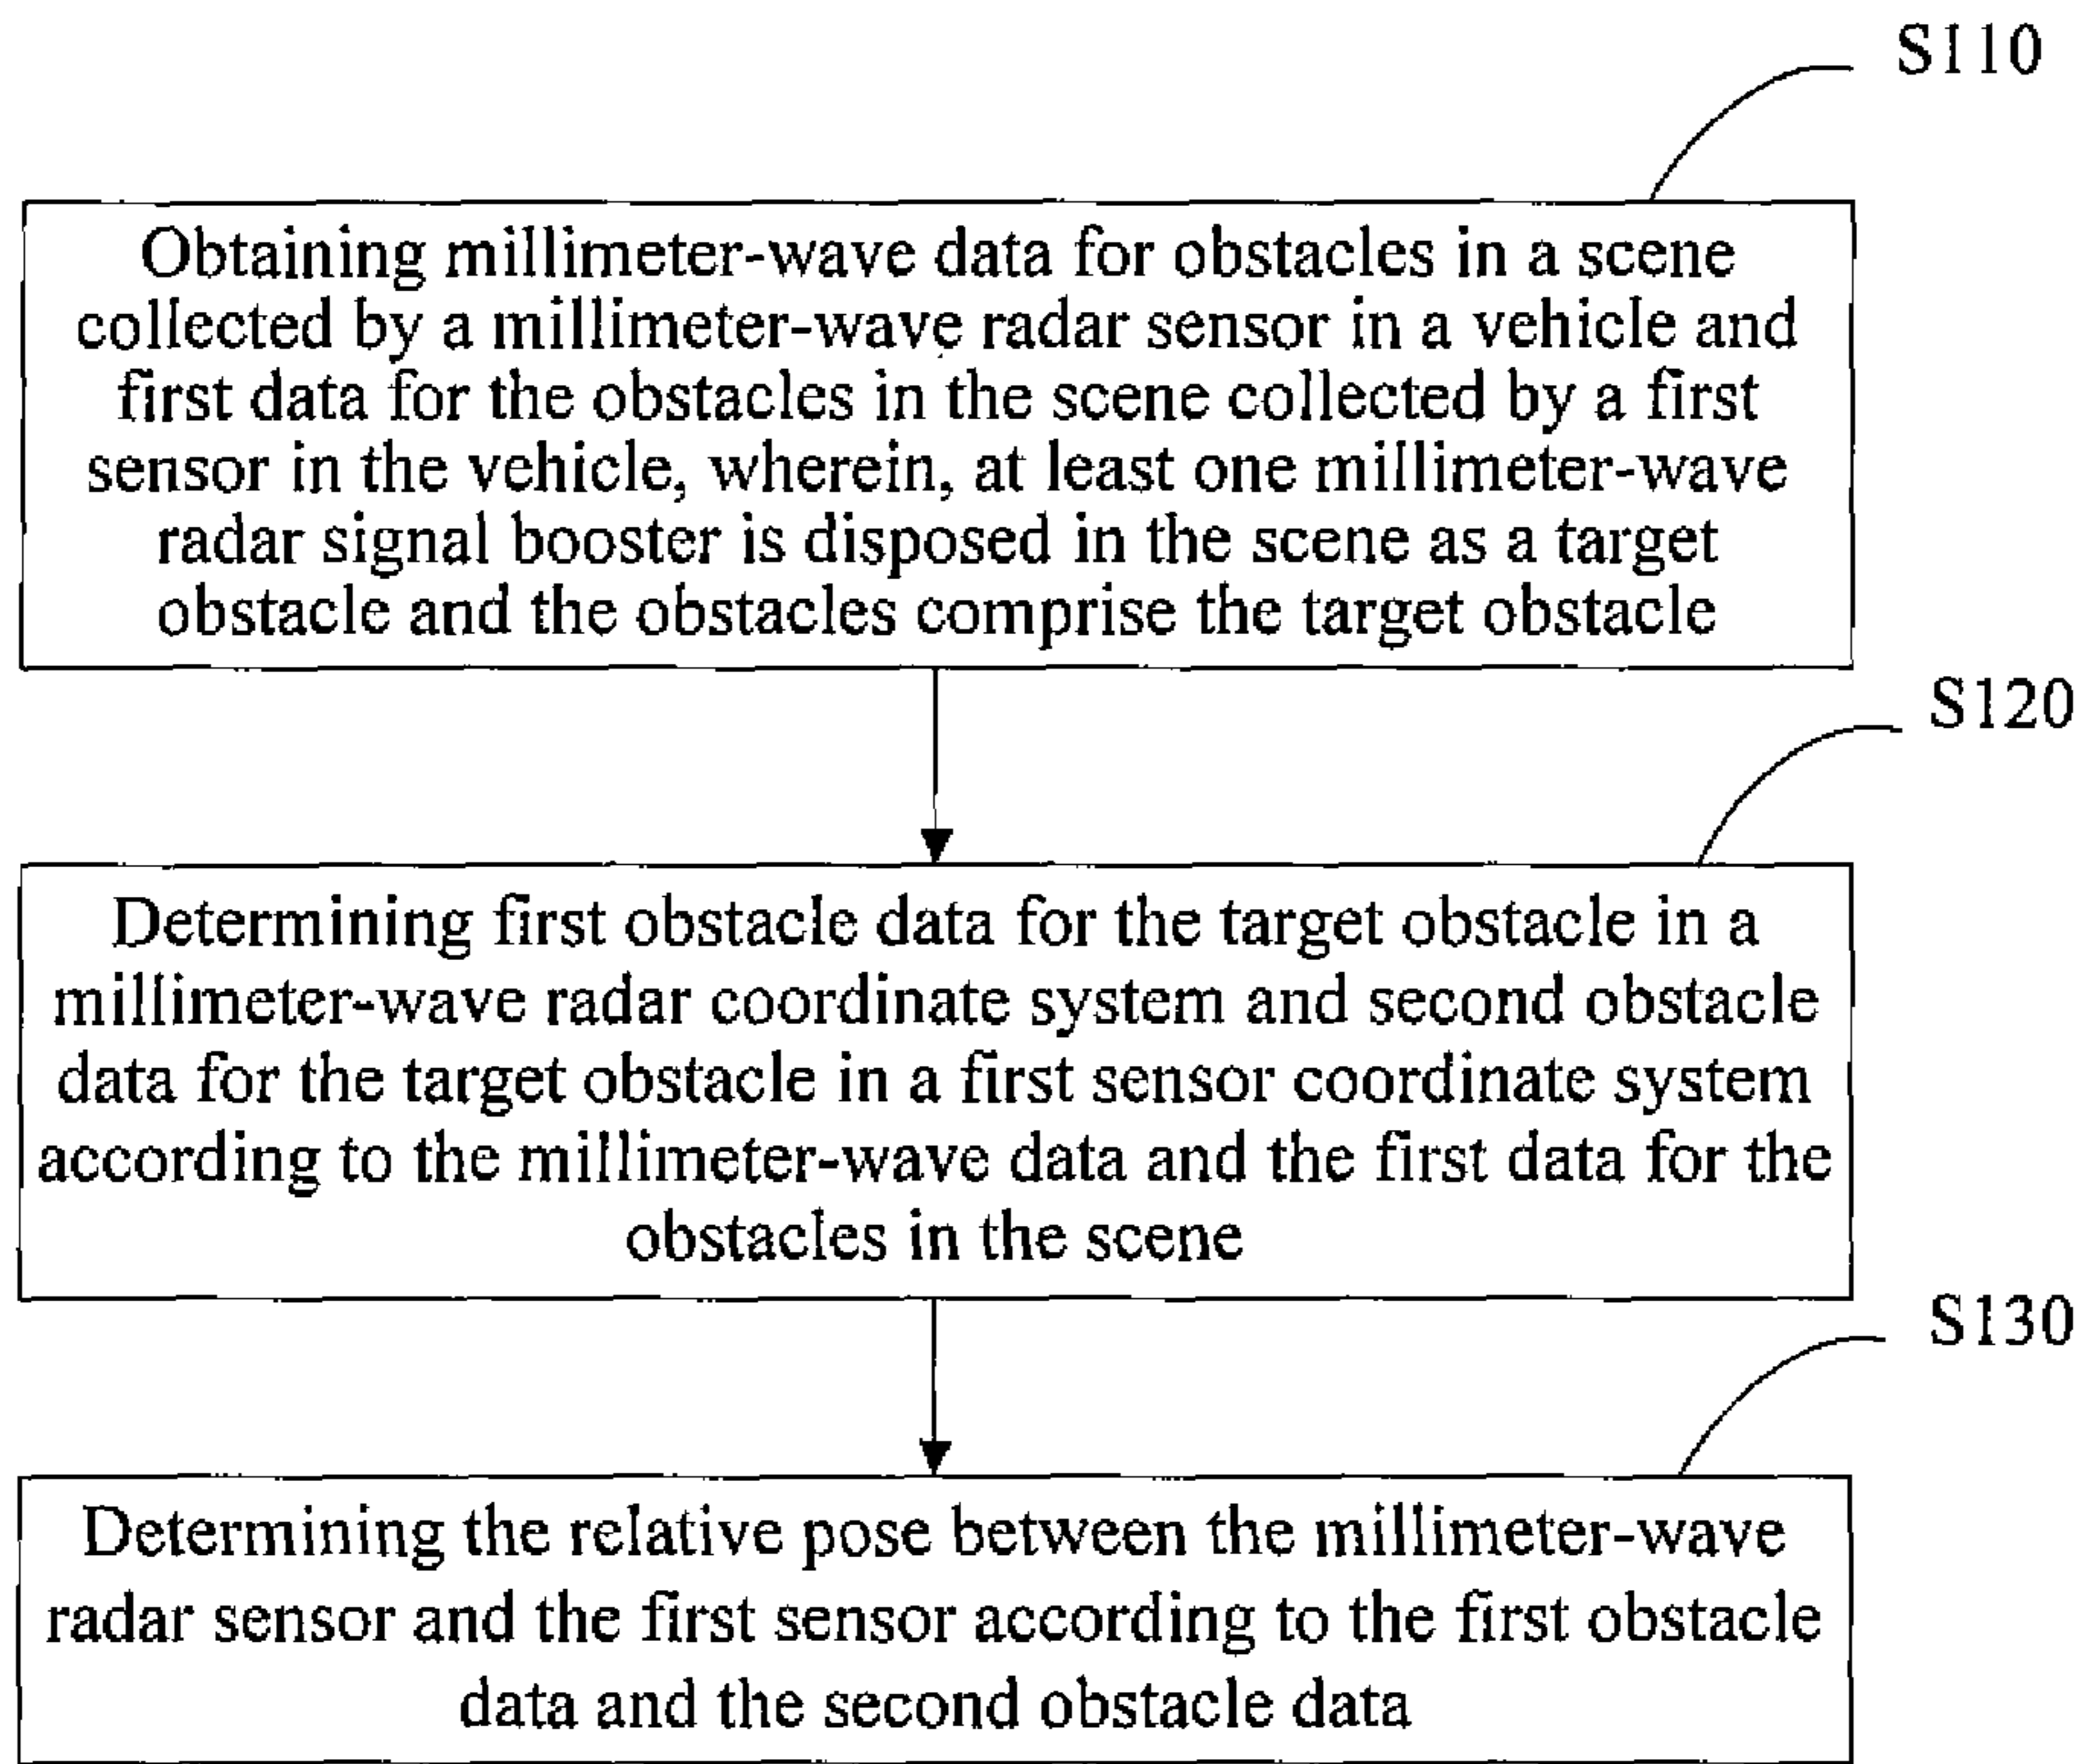 S110
Obtaining millimeter-wave data for obstacles in a scene
collected by a millimeter-wave radar sensor in a vehicle and
first data for the obstacles in the scene collected by a first
sensor in the vehicle, wherein, at least one millimeter-wave
radar signal booster is disposed in the scene as a target
obstacle and the obstacles comprise the target obstacle
S120
Determining first obstacle data for the target obstacle in a
millimeter-wave radar coordinate system and second obstacle
data for the target obstacle in a first sensor coordinate system
according to the millimeter-wave data and the first data for the
obstacles in the scene
S130
Determining the relative pose between the millimeter-wave
radar sensor and the first sensor according to the first obstacle
data and the second obstacle data